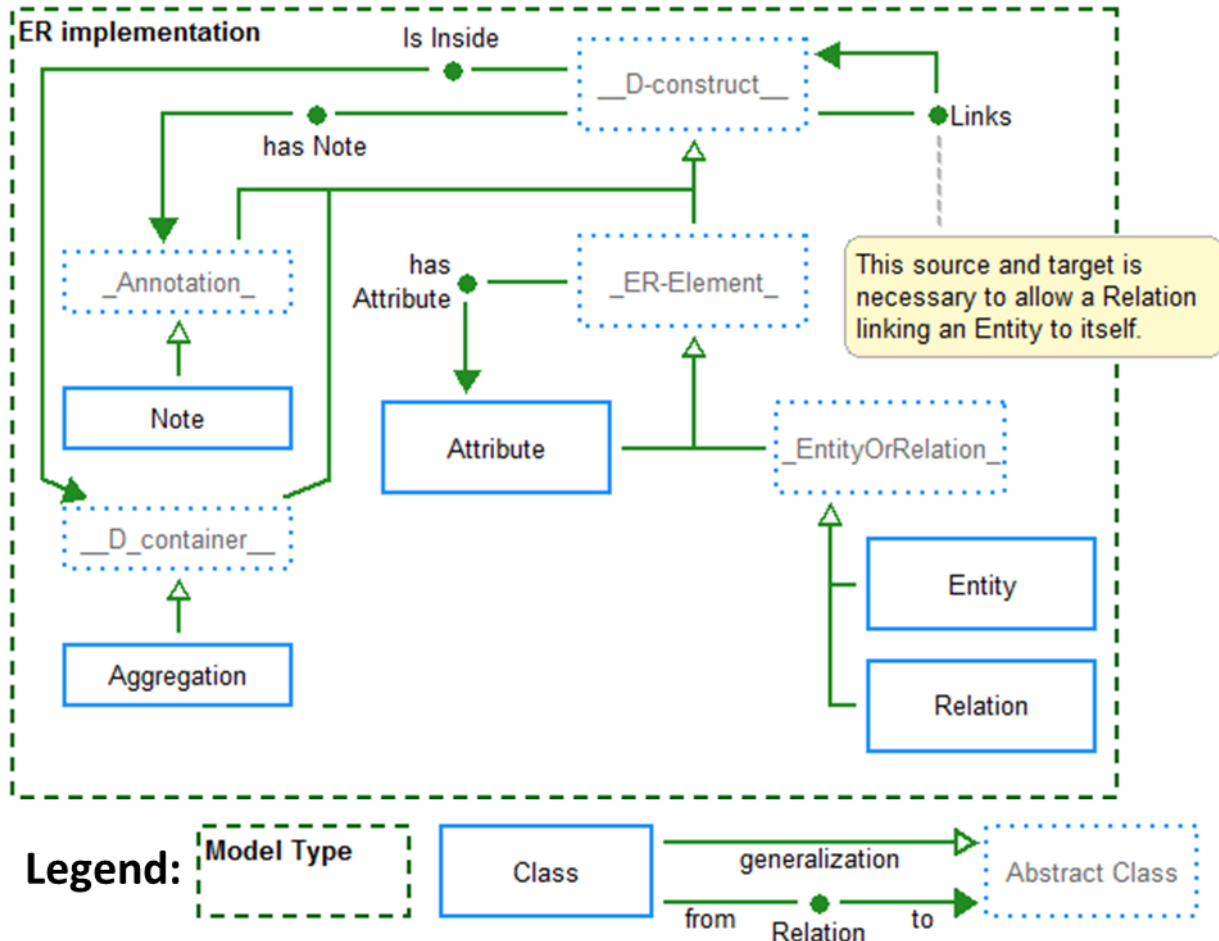 ER implementation
Is Inside
__D-construct__
has Note
Links
_Annotation_
has
Attribute
_ER-Element_
This source and target is
necessary to allow a Relation
linking an Entity to itself.
Note
Attribute
_EntityOrRelation_
__D_container__
Entity
Aggregation
Relation
Legend:
Model Type
Class
generalization
Abstract Class
from
Relation
to